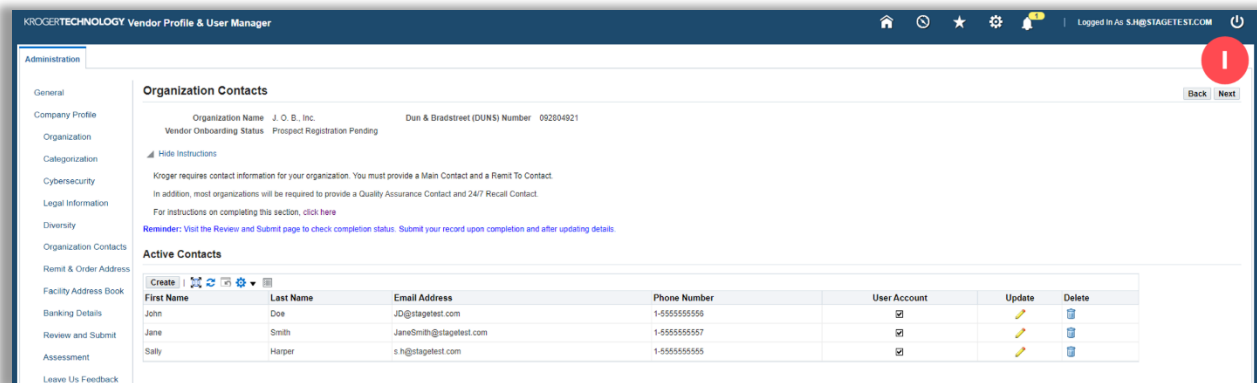 KROGERTECHNOLOGY Vendor Profile & User Manager
1
Logged In As S.H@STAGETEST.COM
Administration
I
General
Company Profile
Organization
Categorization
Cybersecurity
Legal Information
Diversity
Organization Contacts
Remit & Order Address
Facility Address Book
Banking Details
Review and Submit
Assessment
Leave Us Feedback
Organization Contacts
Back Next
Organization Name J. O. B., Inc. Dun & Bradstreet (DUNS) Number 092804921
Vendor Onboarding Status Prospect Registration Pending
Hide Instructions
Kroger requires contact information for your organization. You must provide a Main Contact and a Remit To Contact.
In addition, most organizations will be required to provide a Quality Assurance Contact and 24/7 Recall Contact.
For instructions on completing this section, click here
Reminder: Visit the Review and Submit page to check completion status. Submit your record upon completion and after updating details.
Active Contacts
Create
First Name Last Name Email Address Phone Number User Account Update Delete
John Doe JD@stagetest.com 1-5555555556
Jane Smith JaneSmith@stagetest.com 1-5555555557
Sally Harper s.h@stagetest.com 1-5555555555